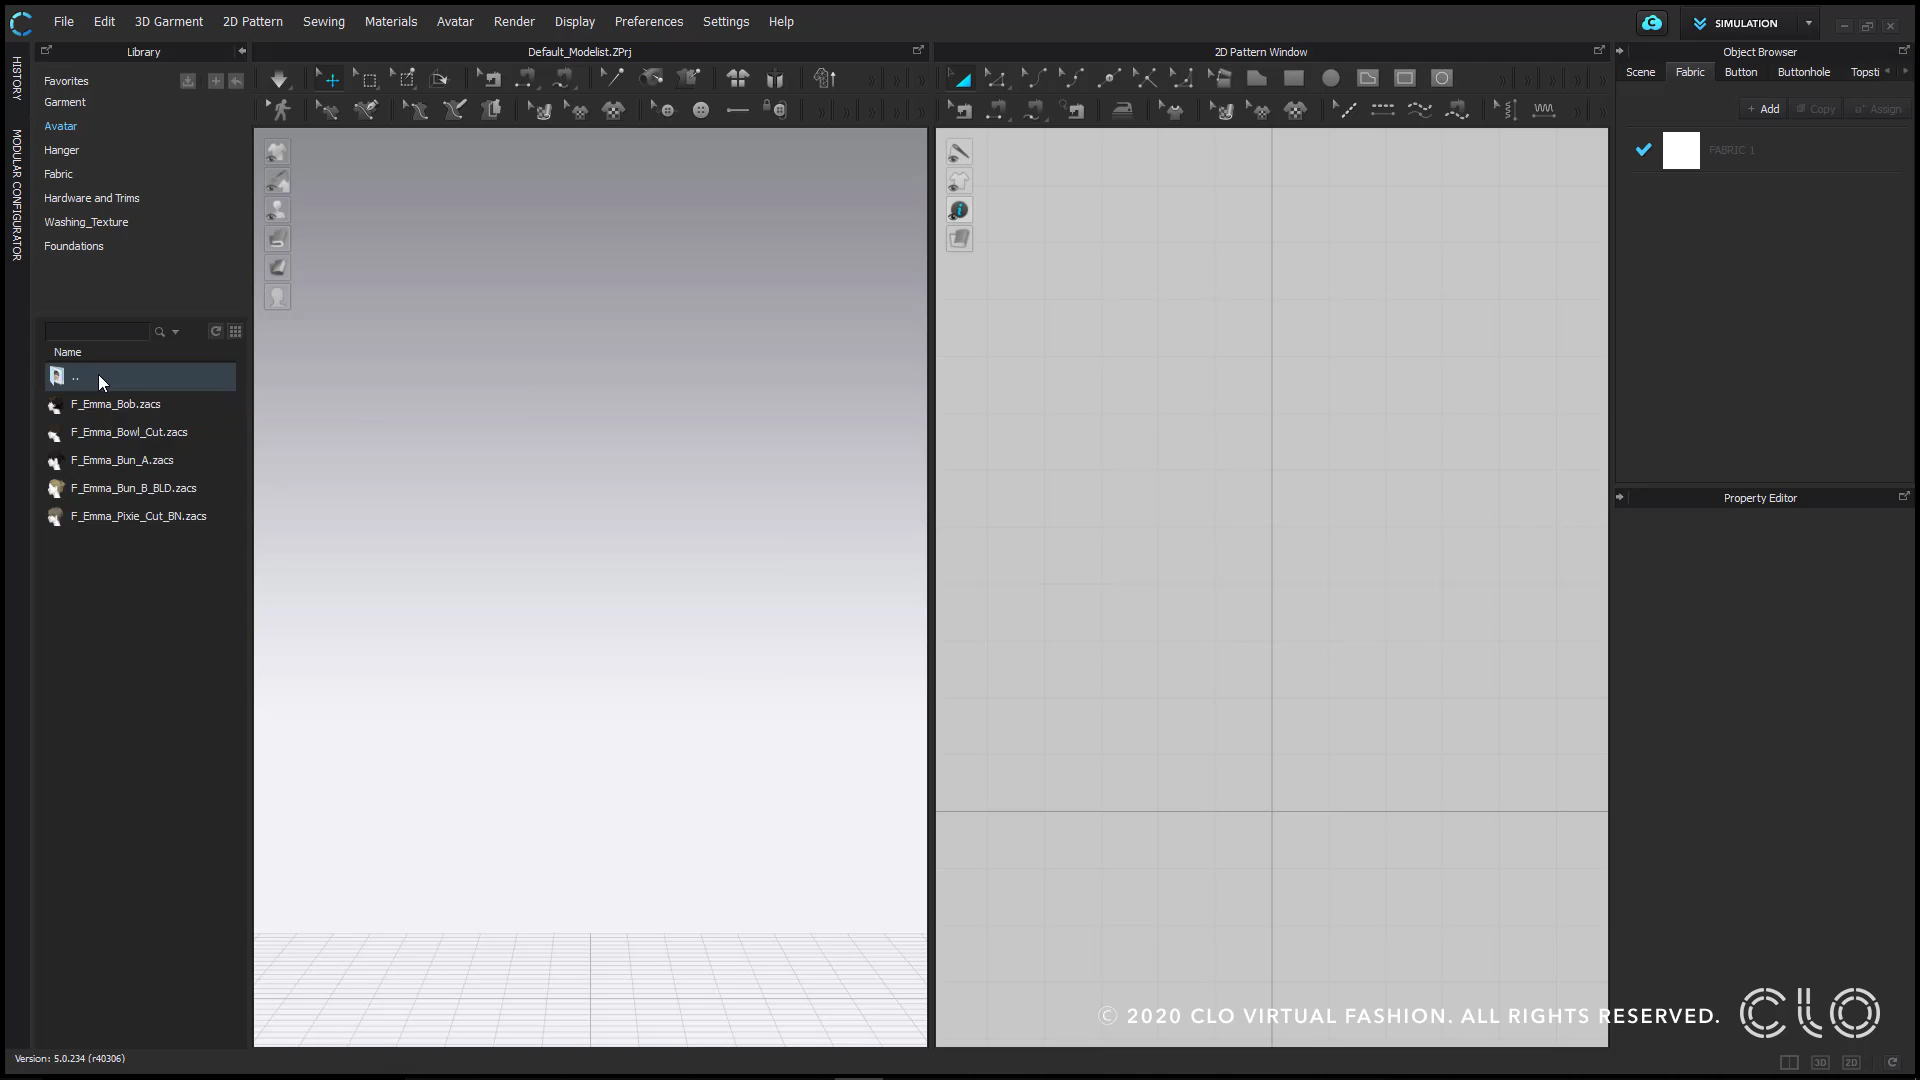 File Edit 3D Garment 2D Pattern Sewing Materials Avatar Render Display Preferences Settings Help
SIMULATION
Library
Default_Modelist.ZPrj
2D Pattern Window
Object Browser
HISTORY
MODULAR CONFIGURATOR
Favorites
Garment
Avatar
Hanger
Fabric
Hardware and Trims
Washing_Texture
Foundations
Name
..
F_Emma_Bob.zacs
F_Emma_Bowl_Cut.zacs
F_Emma_Bun_A.zacs
F_Emma_Bun_B_BLD.zacs
F_Emma_Pixie_Cut_BN.zacs
Scene Fabric Button Buttonhole Topsti
+ Add Copy Assign
FABRIC 1
Property Editor
© 2020 CLO VIRTUAL FASHION. ALL RIGHTS RESERVED.
CLO
Version: 5.0.234 (r40306)
3D 2D